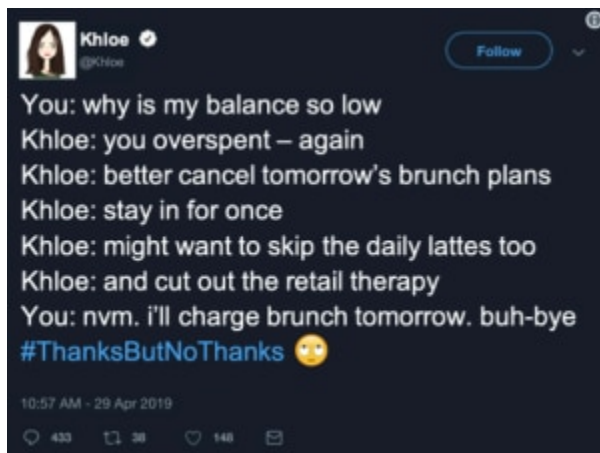 Khloe
@Khloe
Follow
You: why is my balance so low
Khloe: you overspent – again
Khloe: better cancel tomorrow's brunch plans
Khloe: stay in for once
Khloe: might want to skip the daily lattes too
Khloe: and cut out the retail therapy
You: nvm. i'll charge brunch tomorrow. buh-bye
#ThanksButNoThanks 🙄
10:57 AM - 29 Apr 2019
433 38 148